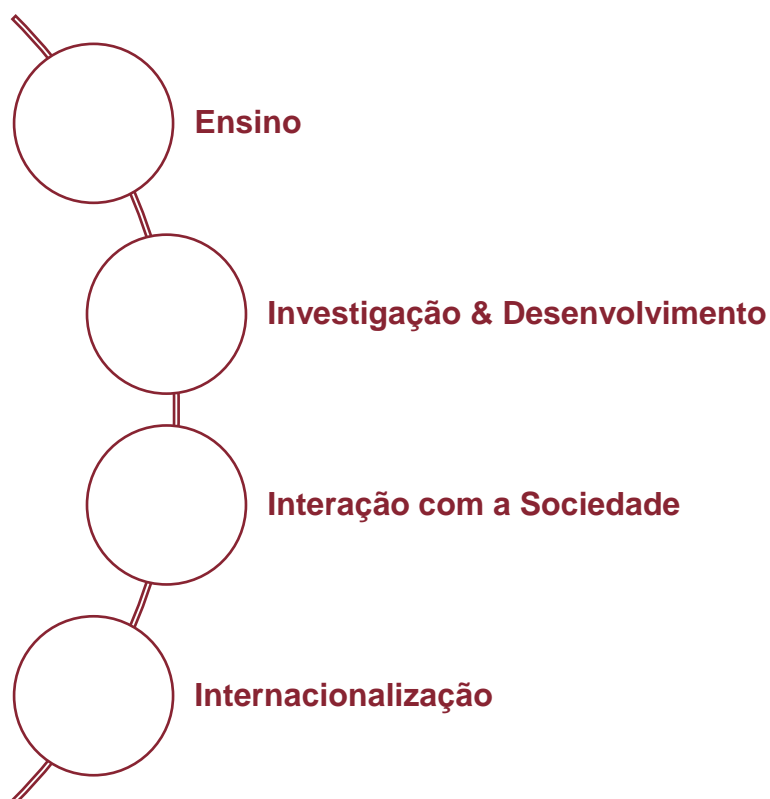 Ensino
Investigação & Desenvolvimento
Interação com a Sociedade
Internacionalização